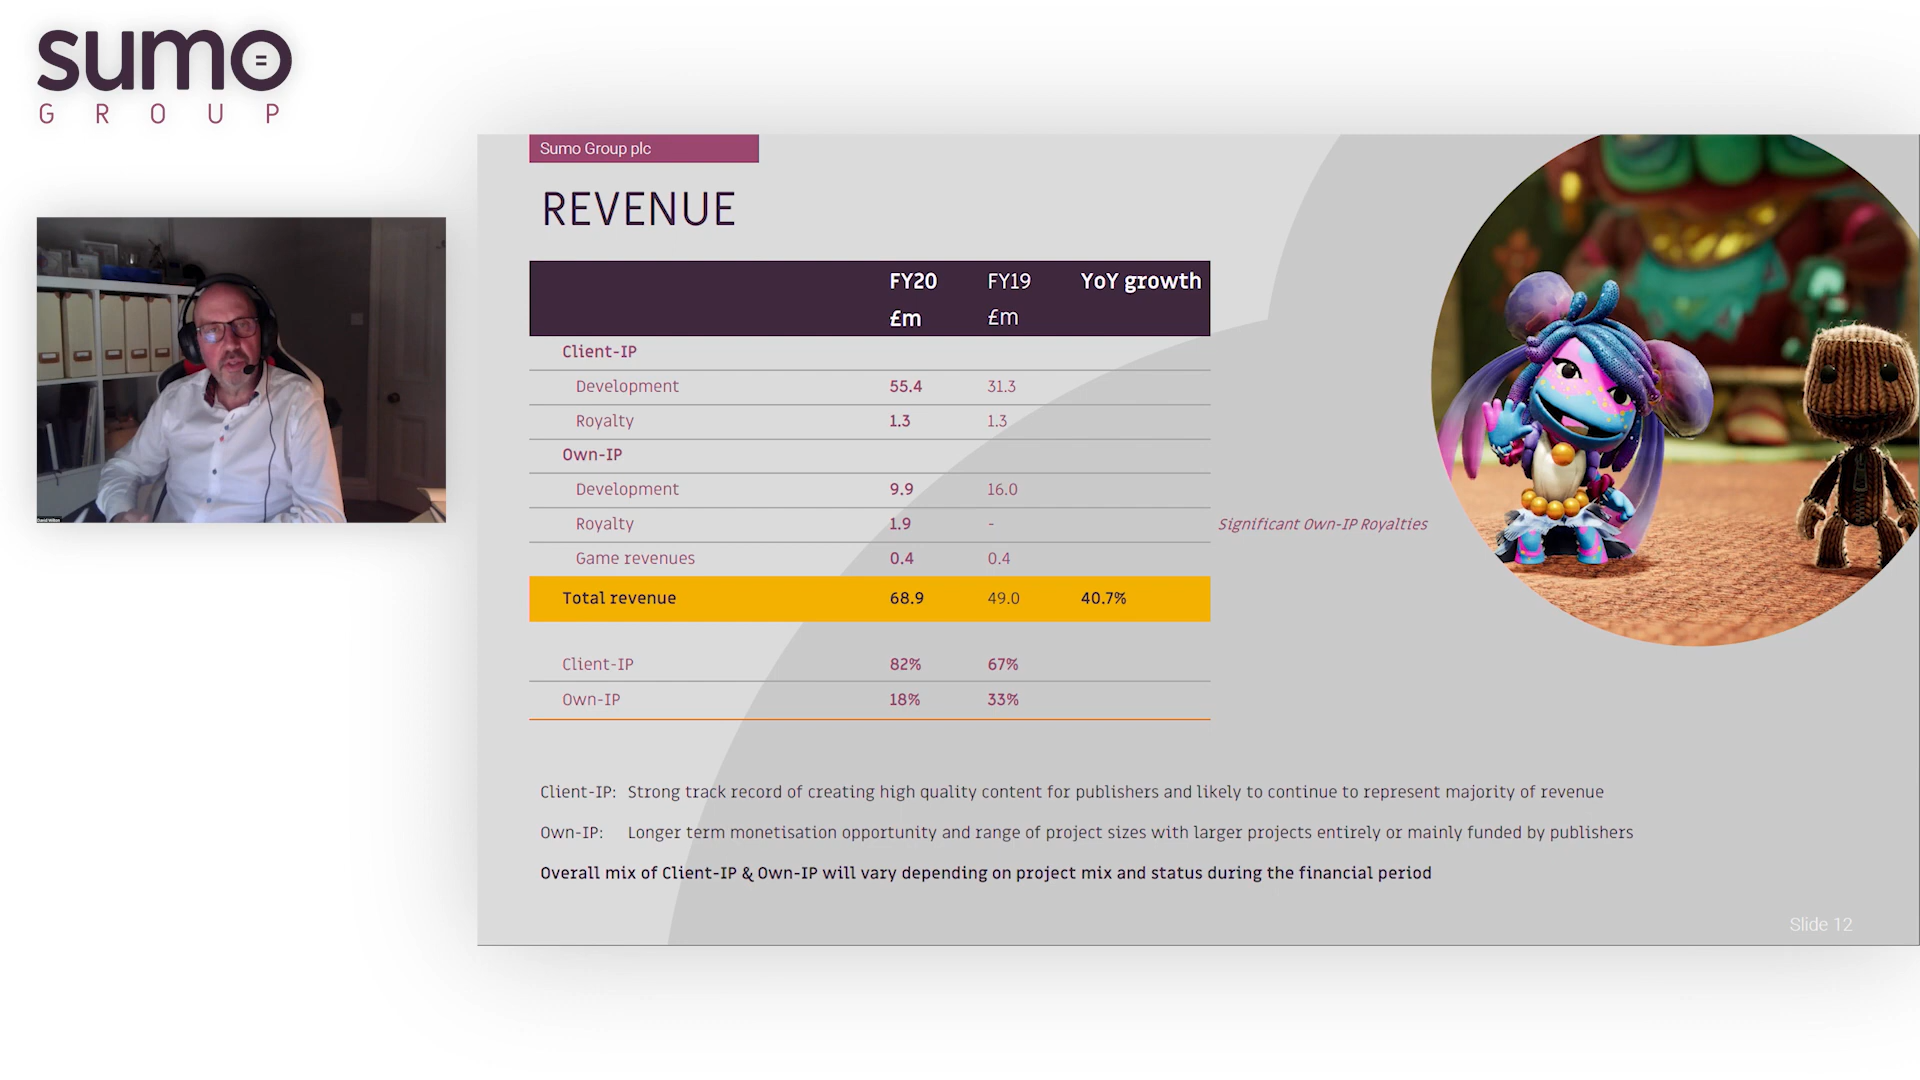 sumo
GROUP
Sumo Group plc
REVENUE
FY20 FY19 YoY growth
£m £m
Client-IP
Development 55.4 31.3
Royalty 1.3 1.3
Own-IP
Development 9.9 16.0
Royalty 1.9 - Significant Own-IP Royalties
Game revenues 0.4 0.4
Total revenue 68.9 49.0 40.7%
Client-IP 82% 67%
Own-IP 18% 33%
Client-IP: Strong track record of creating high quality content for publishers and likely to continue to represent majority of revenue
Own-IP: Longer term monetisation opportunity and range of project sizes with larger projects entirely or mainly funded by publishers
Overall mix of Client-IP & Own-IP will vary depending on project mix and status during the financial period
Slide 12